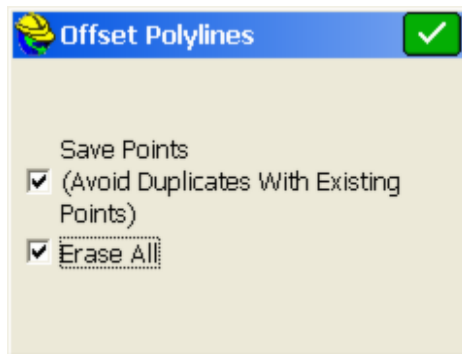 Offset Polylines
Save Points
(Avoid Duplicates With Existing
Points)
Erase All